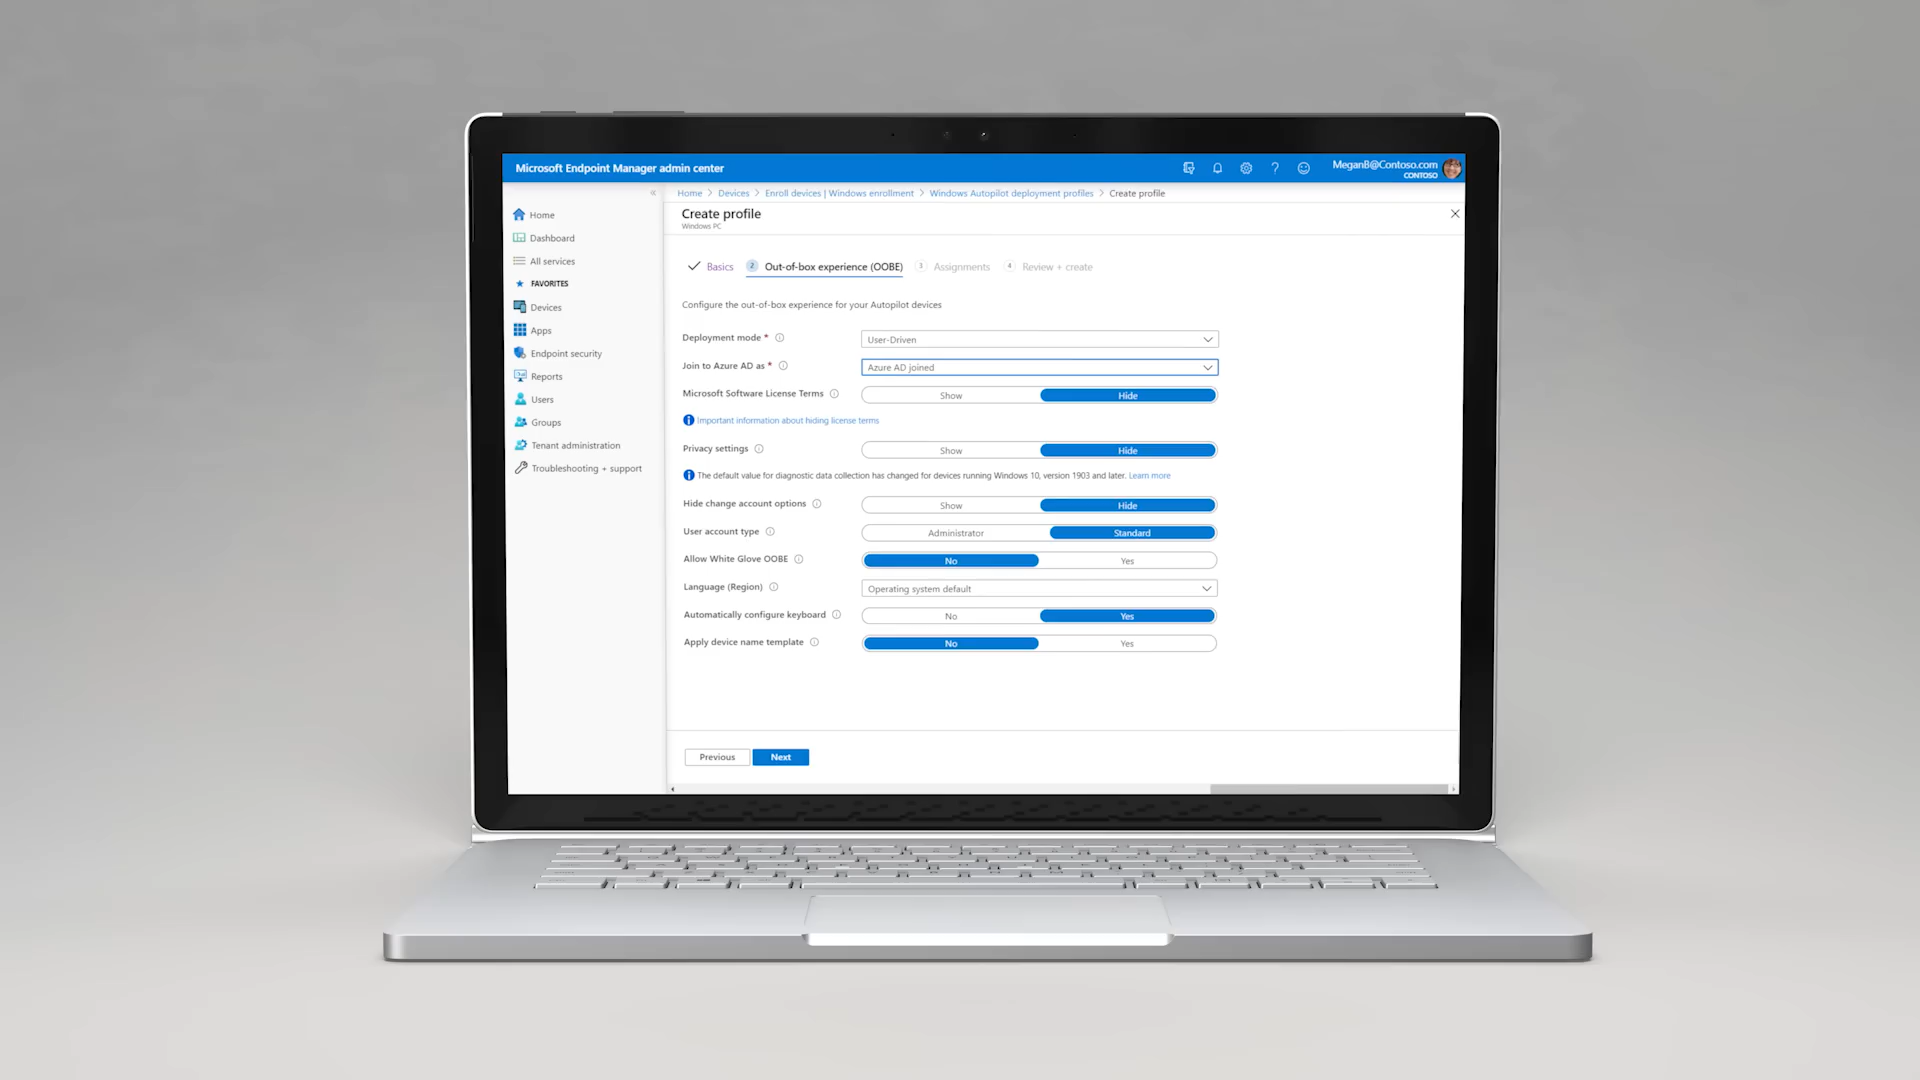 Microsoft Endpoint Manager admin center
MeganB@Contoso.com
CONTOSO
Home > Devices > Enroll devices | Windows enrollment > Windows Autopilot deployment profiles > Create profile
Create profile
Windows PC
Home
Dashboard
All services
FAVORITES
Devices
Apps
Endpoint security
Reports
Users
Groups
Tenant administration
Troubleshooting + support
Basics 2 Out-of-box experience (OOBE) 3 Assignments 4 Review + create
Configure the out-of-box experience for your Autopilot devices
Deployment mode * User-Driven
Join to Azure AD as * Azure AD joined
Microsoft Software License Terms Show Hide
Important information about hiding license terms
Privacy settings Show Hide
The default value for diagnostic data collection has changed for devices running Windows 10, version 1903 and later. Learn more
Hide change account options Show Hide
User account type Administrator Standard
Allow White Glove OOBE No Yes
Language (Region) Operating system default
Automatically configure keyboard No Yes
Apply device name template No Yes
Previous Next